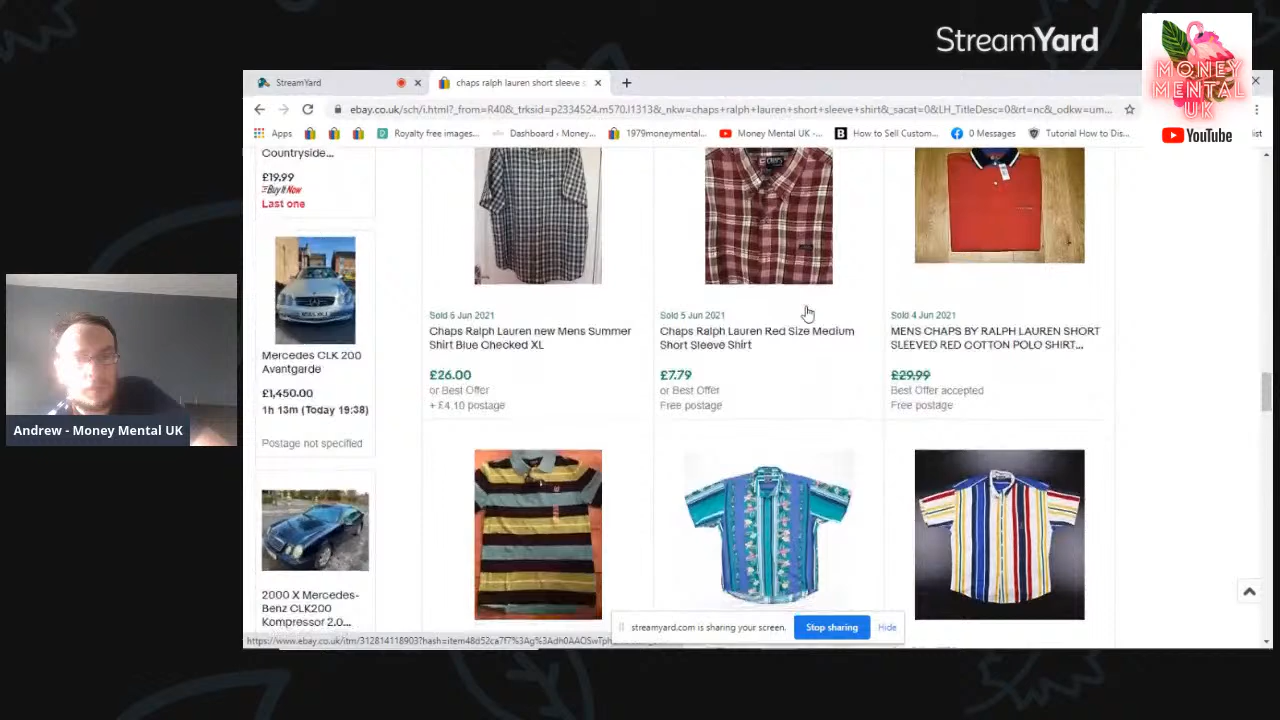 StreamYard
MONEY
MENTAL
UK
YouTube
StreamYard
chaps ralph lauren short sleeve s
ebay.co.uk/sch/i.html?_from=R40&_trksid=p2334524.m570.l1313&_nkw=chaps+ralph+lauren+short+sleeve+shirt&_sacat=0&LH_TitleDesc=0&rt=nc&_odkw=um...
Apps
Royalty free images...
Dashboard ‹ Money...
1979moneymental...
Money Mental UK -...
How to Sell Custom...
0 Messages
Tutorial How to Dis...
Countryside...
£19.99
Buy It Now
Last one
Mercedes CLK 200
Avantgarde
£1,450.00
1h 13m (Today 19:38)
Postage not specified
2000 X Mercedes-
Benz CLK200
Kompressor 2.0...
Sold 5 Jun 2021
Chaps Ralph Lauren new Mens Summer
Shirt Blue Checked XL
£26.00
or Best Offer
+ £4.10 postage
CHAPS
Sold 5 Jun 2021
Chaps Ralph Lauren Red Size Medium
Short Sleeve Shirt
£7.79
or Best Offer
Free postage
Sold 4 Jun 2021
MENS CHAPS BY RALPH LAUREN SHORT
SLEEVED RED COTTON POLO SHIRT...
£29.99
Best Offer accepted
Free postage
Andrew - Money Mental UK
streamyard.com is sharing your screen.
Stop sharing
Hide